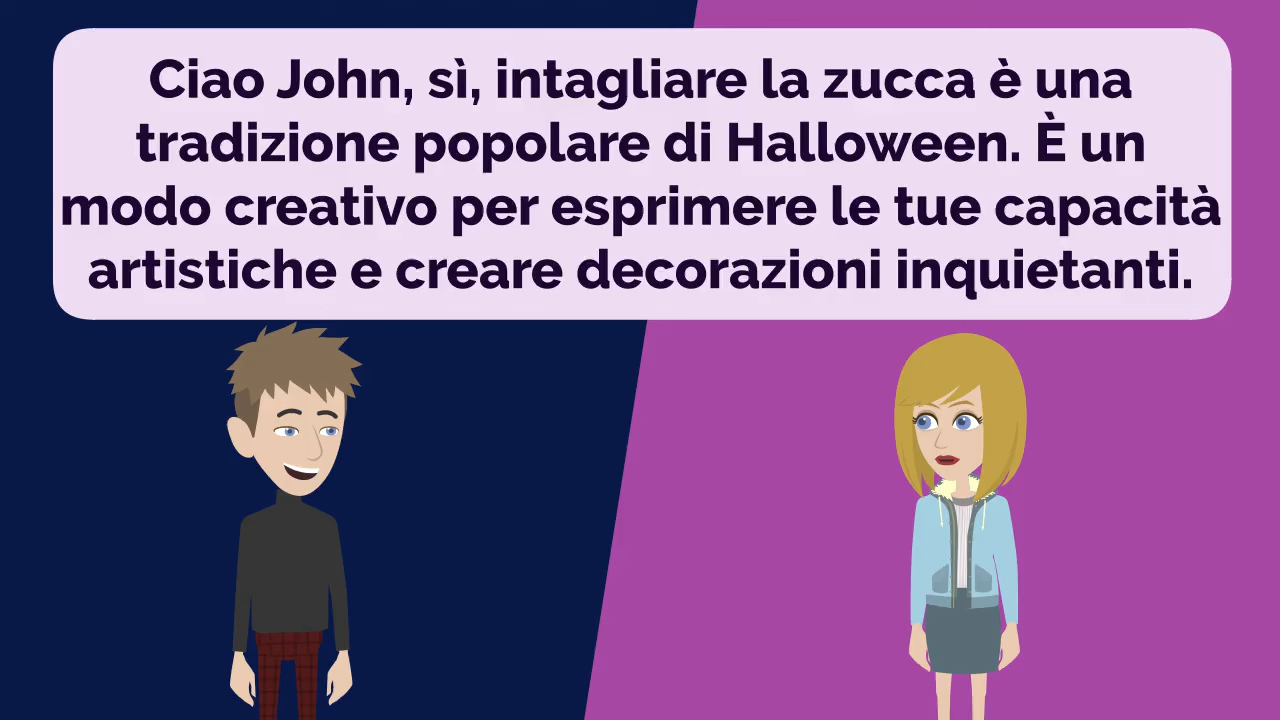 Ciao John, sì, intagliare la zucca è una
tradizione popolare di Halloween. È un
modo creativo per esprimere le tue capacità
artistiche e creare decorazioni inquietanti.